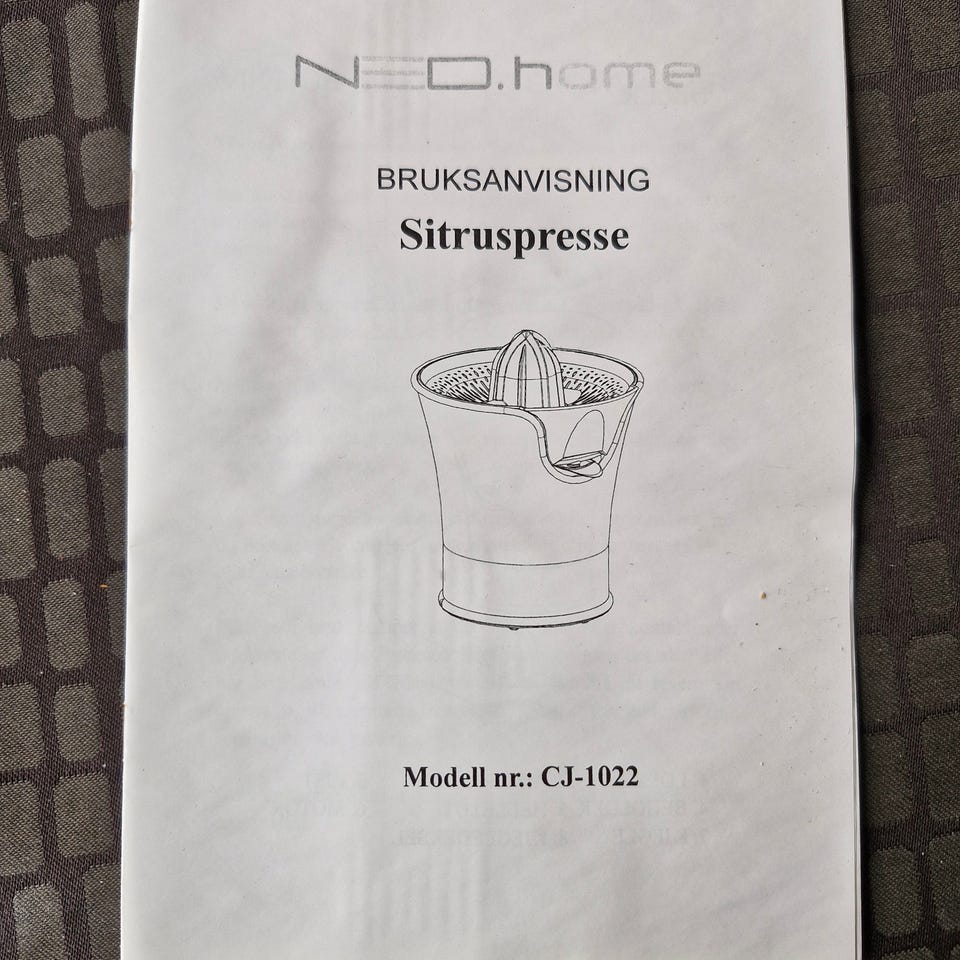 NEO.home
BRUKSANVISNING
Sitruspresse
Modell nr.: CJ-1022